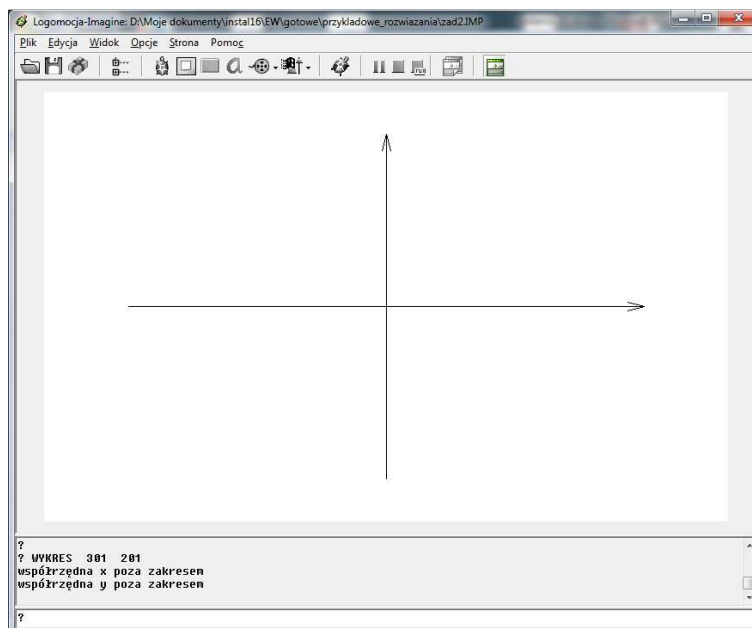 Logomocja-Imagine: D:\Moje dokumenty\instal16\EW\gotowe\przykladowe_rozwiazania\zad2.IMP
Plik Edycja Widok Opcje Strona Pomoc
?
? WYKRES 301 201
współrzędna x poza zakresem
współrzędna y poza zakresem
?